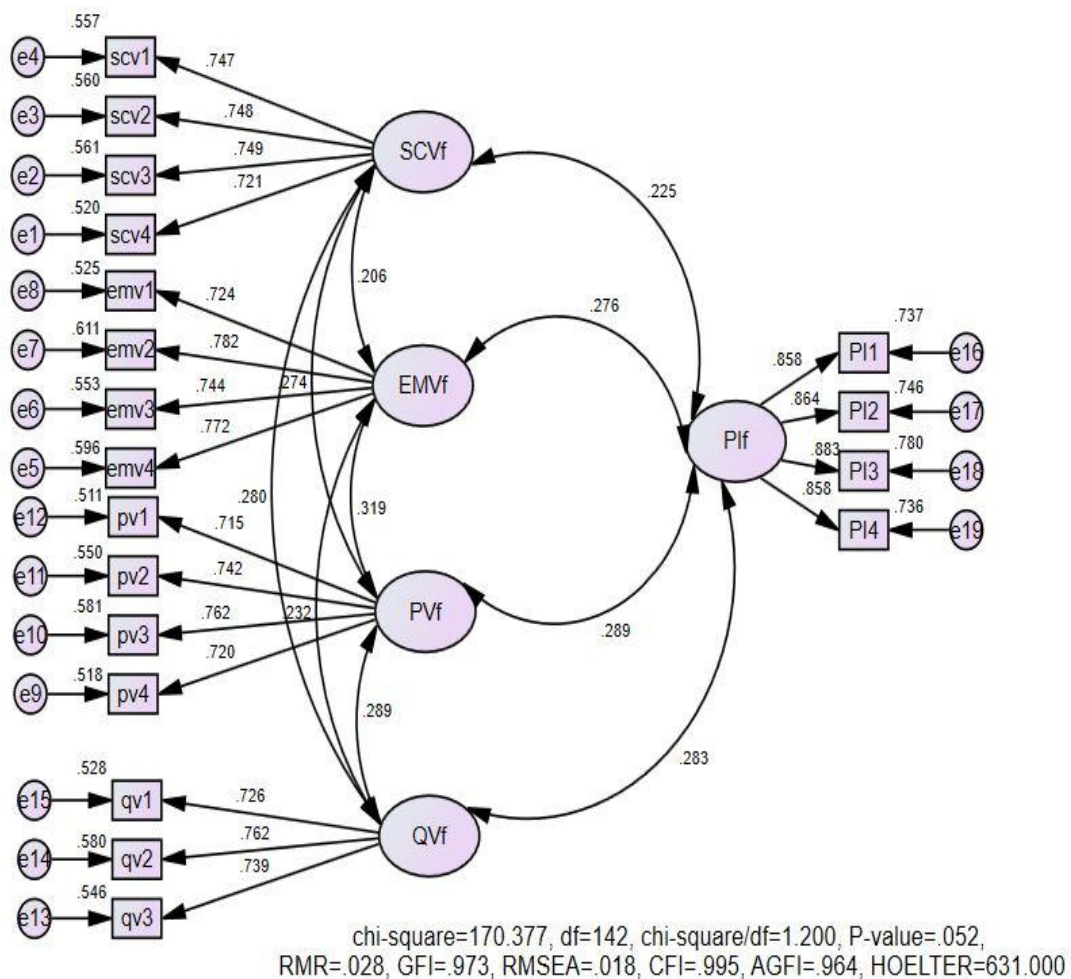 .557
e4 scv1 .747
.560
e3 scv2 .748
.561
e2 scv3 .749
.520
e1 scv4 .721
SCVf
.225
.525
e8 emv1 .724
.206
.276
.611
e7 emv2 .782
.553
e6 emv3 .744
274
EMVf
.596
e5 emv4 .772
.737
.858 PI1 e16
.746
.864 PI2 e17
PIf
.780
.883 PI3 e18
.736
.858 PI4 e19
.511
e12 pv1 .715
.280
.319
.550
e11 pv2 .742
.581
e10 pv3 .762
232
PVf
.289
.518
e9 pv4 .720
.289
.283
.528
e15 qv1 .726
.580
e14 qv2 .762
QVf
.546
e13 qv3 .739
chi-square=170.377, df=142, chi-square/df=1.200, P-value=.052,
RMR=.028, GFI=.973, RMSEA=.018, CFI=.995, AGFI=.964, HOELTER=631.000